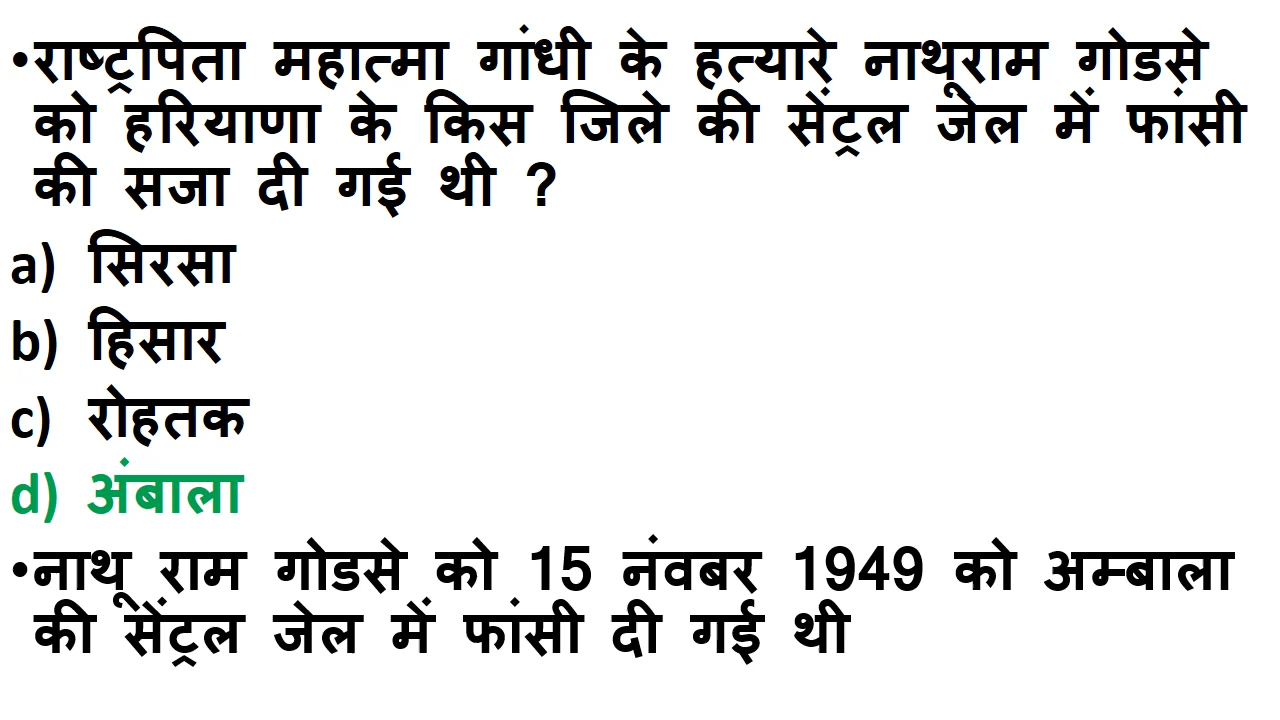 •राष्ट्रपिता महात्मा गांधी के हत्यारे नाथूराम गोडसे
को हरियाणा के किस जिले की सेंट्रल जेल में फांसी
की सजा दी गई थी ?
a) सिरसा
b) हिसार
c) रोहतक
d) अंबाला
•नाथू राम गोडसे को 15 नंवबर 1949 को अम्बाला
की सेंट्रल जेल में फांसी दी गई थी